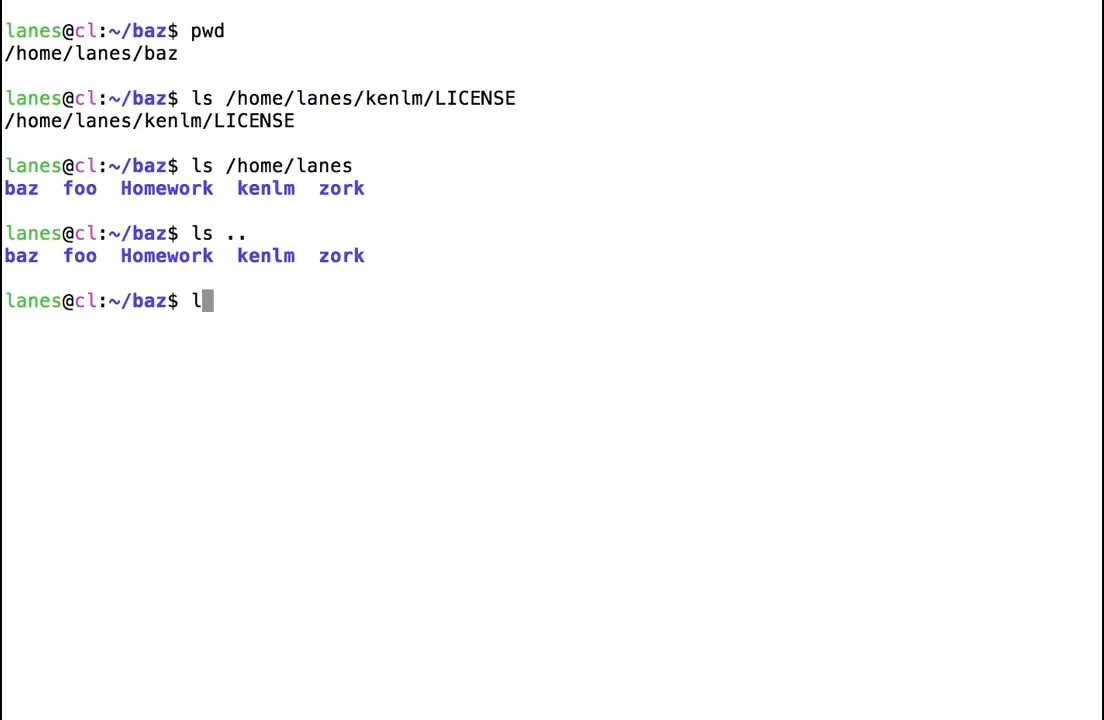 lanes@cl:~/baz$ pwd
/home/lanes/baz
lanes@cl:~/baz$ ls /home/lanes/kenlm/LICENSE
/home/lanes/kenlm/LICENSE
lanes@cl:~/baz$ ls /home/lanes
baz  foo  Homework  kenlm  zork
lanes@cl:~/baz$ ls ..
baz  foo  Homework  kenlm  zork
lanes@cl:~/baz$ l